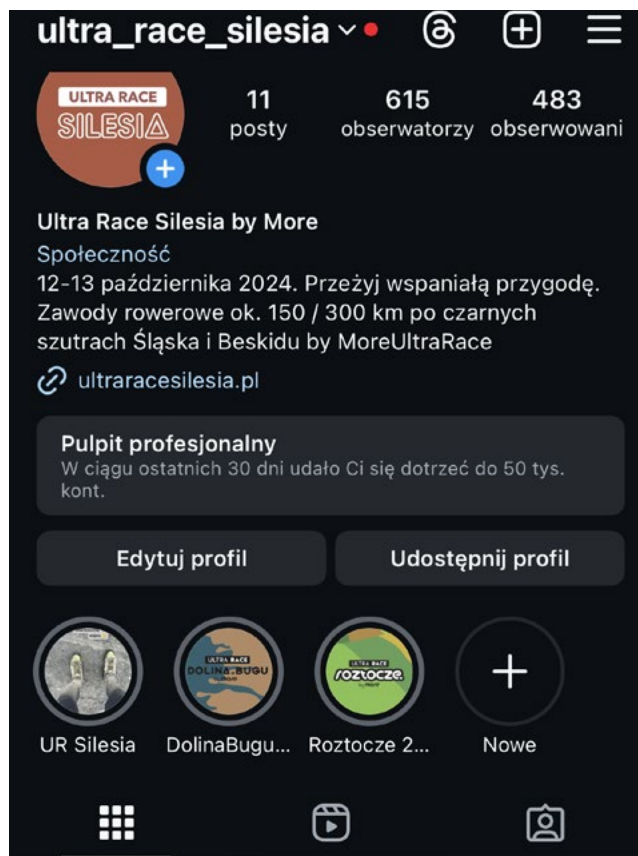 ultra_race_silesia
ULTRA RACE
SILESIA
11
posty
615
obserwatorzy
483
obserwowani
Ultra Race Silesia by More
Społeczność
12-13 października 2024. Przeżyj wspaniałą przygodę.
Zawody rowerowe ok. 150 / 300 km po czarnych
szutrach Śląska i Beskidu by MoreUltraRace
ultraracesilesia.pl
Pulpit profesjonalny
W ciągu ostatnich 30 dni udało Ci się dotrzeć do 50 tys.
kont.
Edytuj profil
Udostępnij profil
ULTRA RACE
DOLINA.BUGU
ULTRA RACE
roztocze.
by more
UR Silesia
DolinaBugu...
Roztocze 2...
Nowe